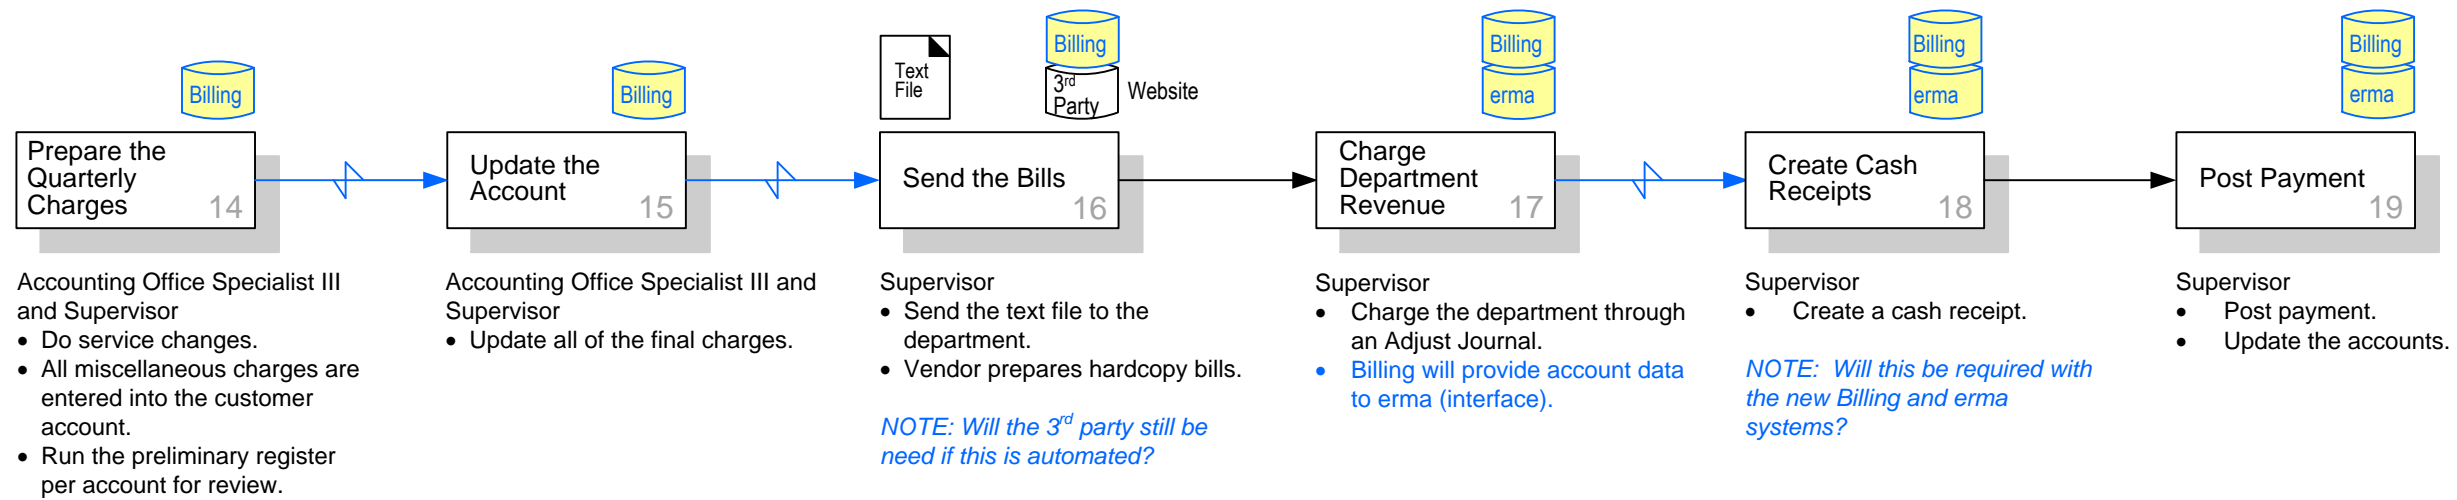 Billing
Prepare the
Quarterly
Charges
14
Accounting Office Specialist III
and Supervisor
• Do service changes.
• All miscellaneous charges are
entered into the customer
account.
• Run the preliminary register
per account for review.
Billing
Update the
Account
15
Accounting Office Specialist III and
Supervisor
• Update all of the final charges.
Text
File
Billing
3rd
Party
Website
Send the Bills
16
Supervisor
• Send the text file to the
department.
• Vendor prepares hardcopy bills.
NOTE: Will the 3rd party still be
need if this is automated?
Billing
erma
Charge
Department
Revenue
17
Supervisor
• Charge the department through
an Adjust Journal.
• Billing will provide account data
to erma (interface).
Billing
erma
Create Cash
Receipts
18
Supervisor
• Create a cash receipt.
NOTE: Will this be required with
the new Billing and erma
systems?
Billing
erma
Post Payment
19
Supervisor
• Post payment.
• Update the accounts.